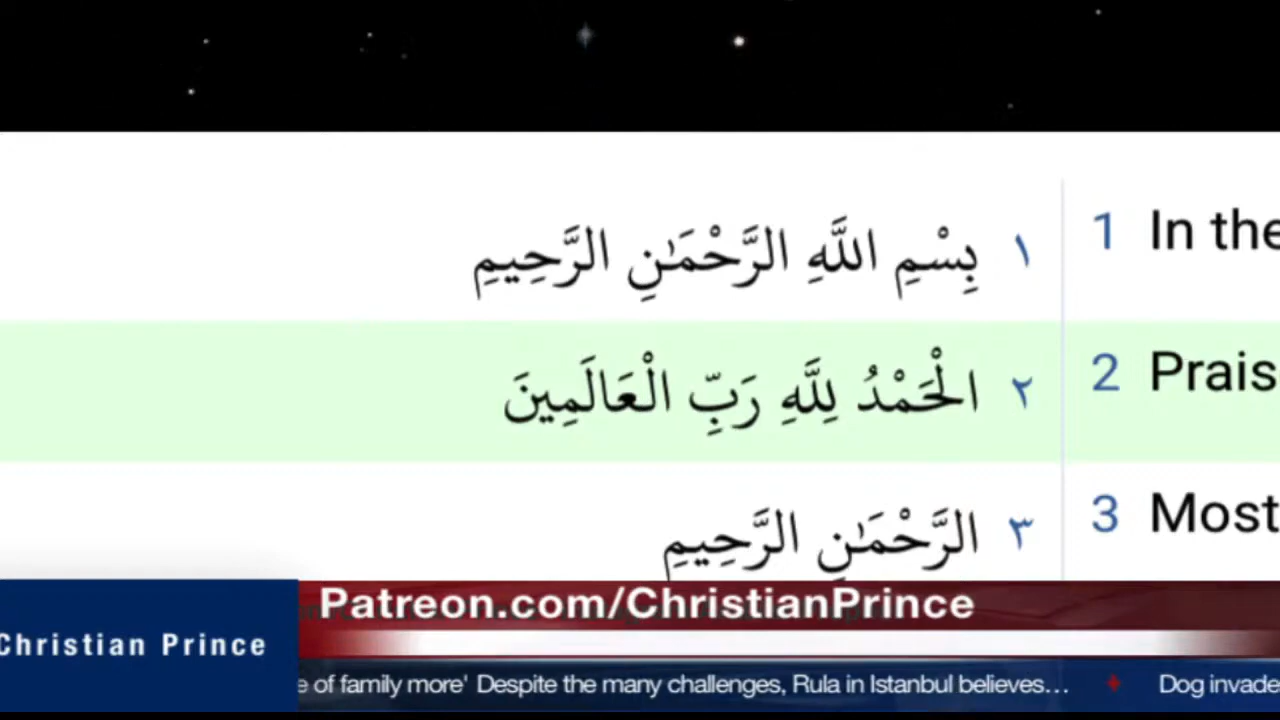 بِسْمِ اللَّهِ الرَّحْمَٰنِ الرَّحِيمِ ١
1 In the
الْحَمْدُ لِلَّهِ رَبِّ الْعَالَمِينَ ٢
2 Prais
الرَّحْمَٰنِ الرَّحِيمِ ٣
3 Most
Patreon.com/ChristianPrince
Christian Prince
e of family more' Despite the many challenges, Rula in Istanbul believes… Dog invade